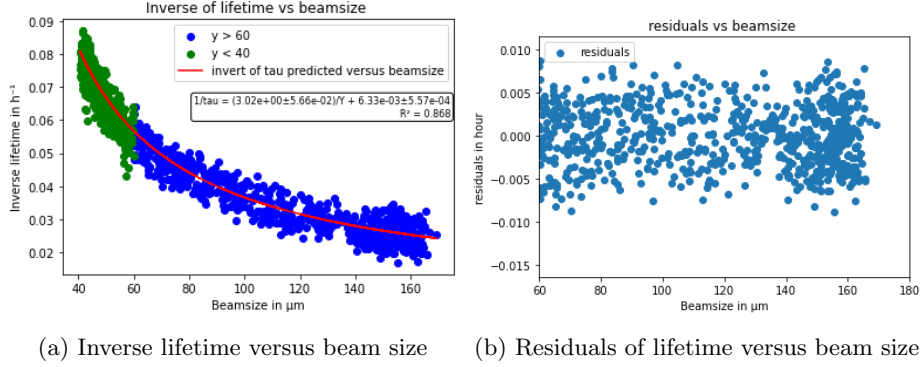 Inverse of lifetime vs beamsize
Inverse lifetime in h⁻¹
0.09
0.08
0.07
0.06
0.05
0.04
0.03
0.02
y > 60
y < 40
invert of tau predicted versus beamsize
1/tau = (3.02e+00±5.66e-02)/Y + 6.33e-03±5.57e-04
R² = 0.868
40 60 80 100 120 140 160
Beamsize in μm
(a) Inverse lifetime versus beam size
residuals vs beamsize
residuals in hour
0.010
0.005
0.000
−0.005
−0.010
−0.015
residuals
60 80 100 120 140 160 180
Beamsize in μm
(b) Residuals of lifetime versus beam size